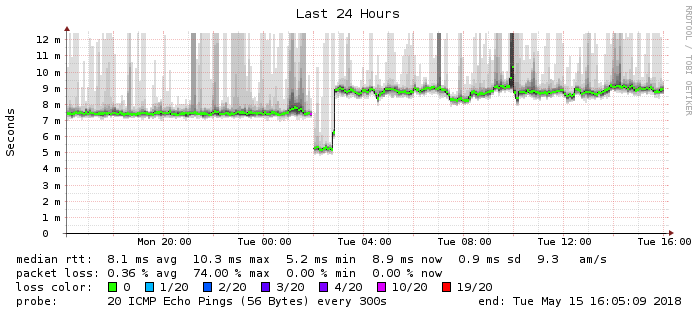 Last 24 Hours
RRDTOOL / TOBI OETIKER
Seconds
12 m
11 m
10 m
9 m
8 m
7 m
6 m
5 m
4 m
3 m
2 m
1 m
0
Mon 20:00 Tue 00:00 Tue 04:00 Tue 08:00 Tue 12:00 Tue 16:00
median rtt: 8.1 ms avg 10.3 ms max 5.2 ms min 8.9 ms now 0.9 ms sd 9.3 am/s
packet loss: 0.36 % avg 74.00 % max 0.00 % min 0.00 % now
loss color: 0 1/20 2/20 3/20 4/20 10/20 19/20
probe: 20 ICMP Echo Pings (56 Bytes) every 300s end: Tue May 15 16:05:09 2018